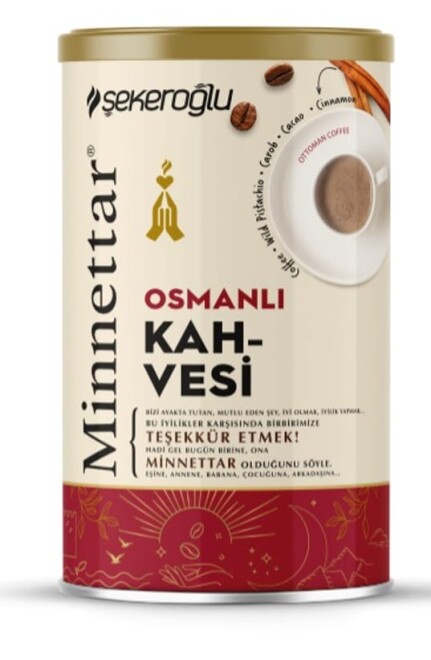 şekeroğlu
Minnettar®
Coffee • Wild Pistachio • Carob • Cacao • Cinnamon
OTTOMAN COFFEE
OSMANLI
KAH-
VESİ
BİZİ AYAKTA TUTAN, MUTLU EDEN ŞEY, İYİ OLMAK, İYİLİK YAPMAK...
BU İYİLİKLER KARŞISINDA BİRBİRİMİZE
TEŞEKKÜR ETMEK!
HADİ GEL BUGÜN BİRİNE, ONA
MİNNETTAR OLDUĞUNU SÖYLE.
EŞİNE, ANNENE, BABANA, ÇOCUĞUNA, ARKADAŞINA...